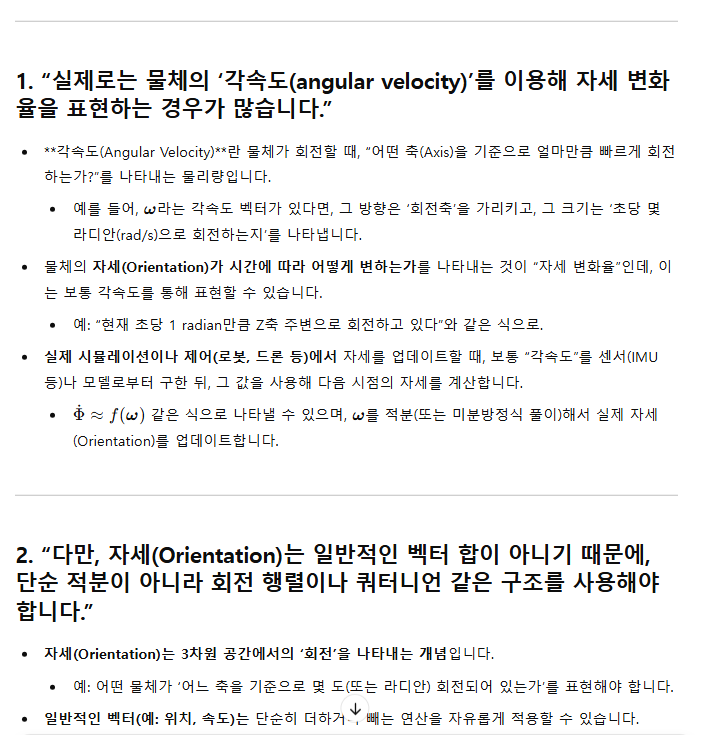 1. “실제로는 물체의 ‘각속도(angular velocity)’를 이용해 자세 변화
율을 표현하는 경우가 많습니다.”
• **각속도(Angular Velocity)**란 물체가 회전할 때, “어떤 축(Axis)을 기준으로 얼마만큼 빠르게 회전
하는가?”를 나타내는 물리량입니다.
• 예를 들어, ω라는 각속도 벡터가 있다면, 그 방향은 ‘회전축’을 가리키고, 그 크기는 ‘초당 몇
라디안(rad/s)으로 회전하는지’를 나타냅니다.
• 물체의 자세(Orientation)가 시간에 따라 어떻게 변하는가를 나타내는 것이 “자세 변화율”인데, 이
는 보통 각속도를 통해 표현할 수 있습니다.
• 예: “현재 초당 1 radian만큼 Z축 주변으로 회전하고 있다”와 같은 식으로.
• 실제 시뮬레이션이나 제어(로봇, 드론 등)에서 자세를 업데이트할 때, 보통 “각속도”를 센서(IMU
등)나 모델로부터 구한 뒤, 그 값을 사용해 다음 시점의 자세를 계산합니다.
• Φ̇ ≈ f(ω) 같은 식으로 나타낼 수 있으며, ω를 적분(또는 미분방정식 풀이)해서 실제 자세
(Orientation)를 업데이트합니다.
2. “다만, 자세(Orientation)는 일반적인 벡터 합이 아니기 때문에,
단순 적분이 아니라 회전 행렬이나 쿼터니언 같은 구조를 사용해야
합니다.”
• 자세(Orientation)는 3차원 공간에서의 ‘회전’을 나타내는 개념입니다.
• 예: 어떤 물체가 ‘어느 축을 기준으로 몇 도(또는 라디안) 회전되어 있는가’를 표현해야 합니다.
• 일반적인 벡터(예: 위치, 속도)는 단순히 빼는 연산을 자유롭게 적용할 수 있습니다.